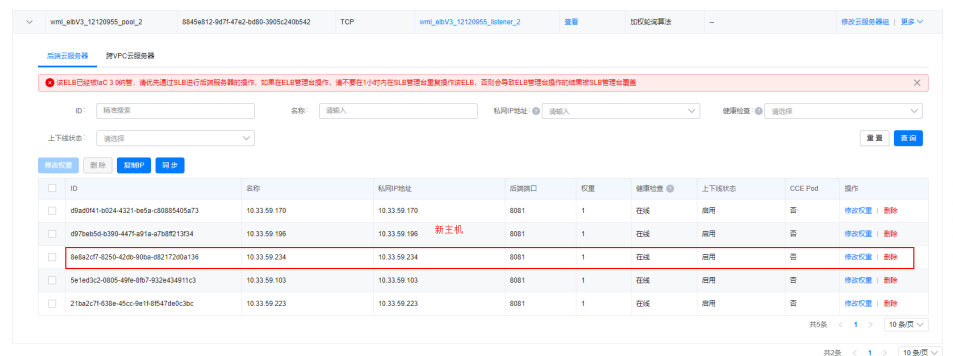 wml_elbV3_12120955_pool_2 8845e812-9d7f-47e2-bd80-3905c240b542 TCP wml_elbV3_12120955_listener_2 查看 加权轮询算法 -- 修改云服务器组 | 更多
后端云服务器 跨VPC云服务器
该ELB已经被IaC 3.0纳管，请优先通过SLB进行后端服务器的操作，如果在ELB管理台操作，请不要在1小时内在SLB管理台重复操作该ELB，否则会导致ELB管理台操作的结果被SLB管理台覆盖
ID: 精准搜索 名称: 请输入 私网IP地址: 请输入 健康检查: 请选择
上下线状态: 请选择 重置 查询
修改权重 删除 复制IP 同步
ID 名称 私网IP地址 后端端口 权重 健康检查 上下线状态 CCE Pod 操作
d9ad0f41-b024-4321-be5a-c80885405a73 10.33.59.170 10.33.59.170 8081 1 在线 启用 否 修改权重 | 删除
d97beb5d-b390-447f-a91a-a7b8ff213f34 10.33.59.196 10.33.59.196 新主机 8081 1 在线 启用 否 修改权重 | 删除
8e8a2cf7-8250-42db-90ba-d82172d0a136 10.33.59.234 10.33.59.234 8081 1 在线 启用 否 修改权重 | 删除
5e1ed3c2-0805-49fe-8fb7-932e434911c3 10.33.59.103 10.33.59.103 8081 1 在线 启用 否 修改权重 | 删除
21ba2c7f-638e-45cc-9e1f-8f547de0c3bc 10.33.59.223 10.33.59.223 8081 1 在线 启用 否 修改权重 | 删除
共5条 < 1 > 10 条/页
共2条 < 1 > 10 条/页